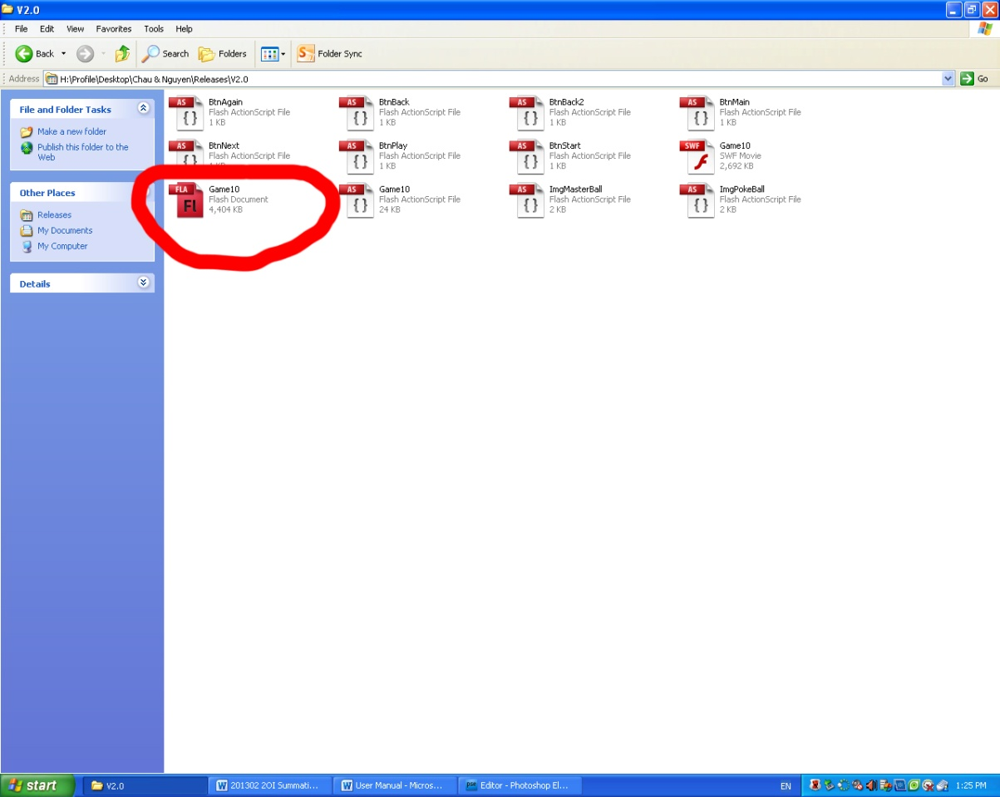 V2.0
File Edit View Favorites Tools Help
Back Search Folders Folder Sync
Address H:\Profile\Desktop\Chau & Nguyen\Releases\V2.0 Go
File and Folder Tasks
Make a new folder
Publish this folder to the
Web
Other Places
Releases
My Documents
My Computer
Details
AS BtnAgain
Flash ActionScript File
1 KB
AS BtnBack
Flash ActionScript File
1 KB
AS BtnBack2
Flash ActionScript File
1 KB
AS BtnMain
Flash ActionScript File
1 KB
AS BtnNext
Flash ActionScript File
AS BtnPlay
Flash ActionScript File
1 KB
AS BtnStart
Flash ActionScript File
1 KB
SWF Game10
SWF Movie
2,692 KB
FLA Game10
Fl Flash Document
4,404 KB
AS Game10
Flash ActionScript File
24 KB
AS ImgMasterBall
Flash ActionScript File
2 KB
AS ImgPokeBall
Flash ActionScript File
2 KB
start V2.0 201302 2OI Summati... User Manual - Micros... Editor - Photoshop El... EN 1:25 PM